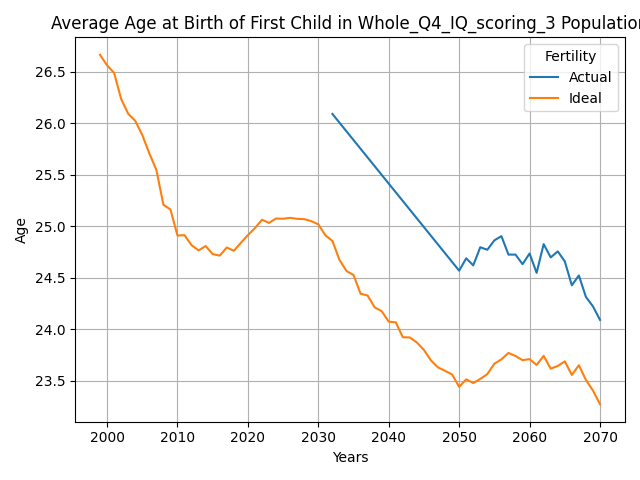 Average Age at Birth of First Child in Whole_Q4_IQ_scoring_3 Population
Fertility
Actual
Ideal
26.5
26.0
25.5
25.0
24.5
24.0
23.5
Age
2000 2010 2020 2030 2040 2050 2060 2070
Years